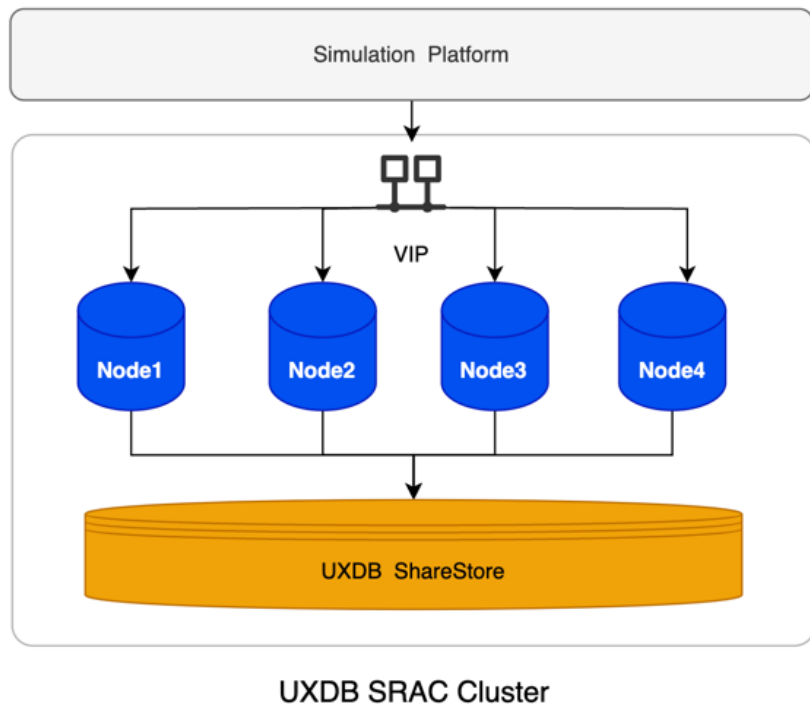 Simulation Platform
VIP
Node1 Node2 Node3 Node4
UXDB ShareStore
UXDB SRAC Cluster